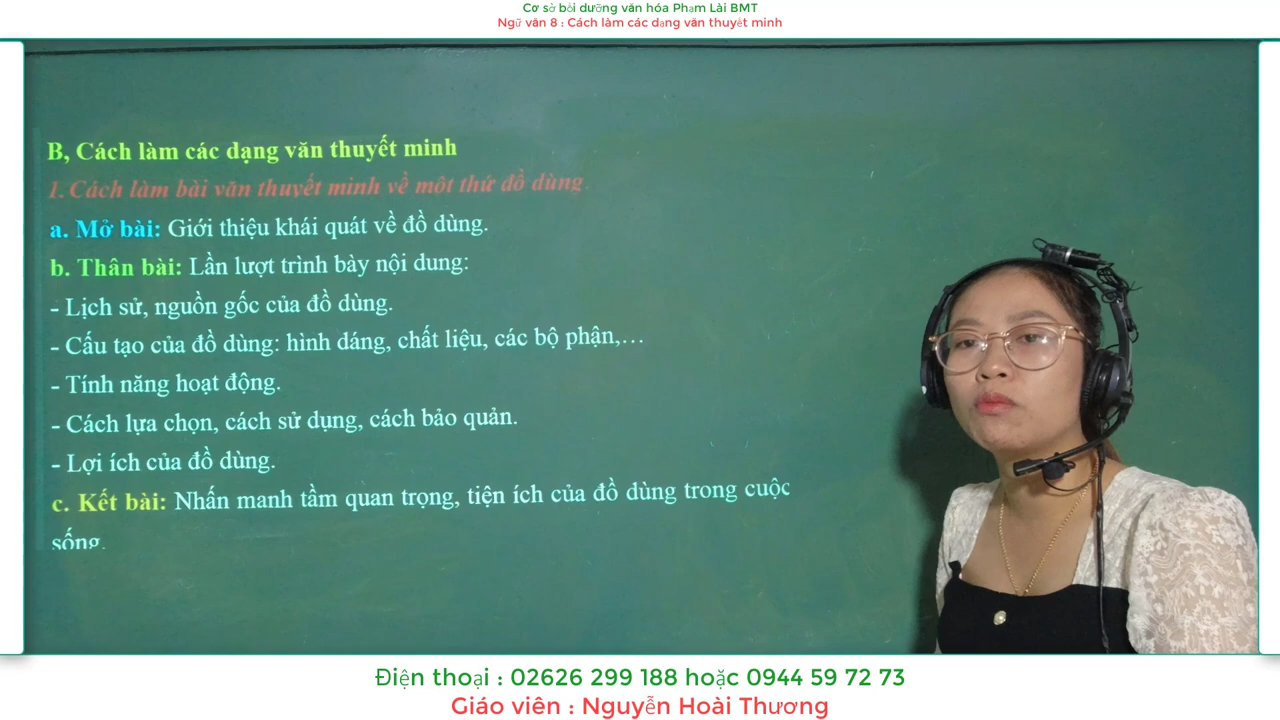 Cơ sở bồi dưỡng văn hóa Phạm Lài BMT
Ngữ văn 8 : Cách làm các dạng văn thuyết minh
B, Cách làm các dạng văn thuyết minh
1. Cách làm bài văn thuyết minh về một thứ đồ dùng.
a. Mở bài: Giới thiệu khái quát về đồ dùng.
b. Thân bài: Lần lượt trình bày nội dung:
- Lịch sử, nguồn gốc của đồ dùng.
- Cấu tạo của đồ dùng: hình dáng, chất liệu, các bộ phận,…
- Tính năng hoạt động.
- Cách lựa chọn, cách sử dụng, cách bảo quản.
- Lợi ích của đồ dùng.
c. Kết bài: Nhấn manh tầm quan trọng, tiện ích của đồ dùng trong cuộc
sống.
Điện thoại : 02626 299 188 hoặc 0944 59 72 73
Giáo viên : Nguyễn Hoài Thương